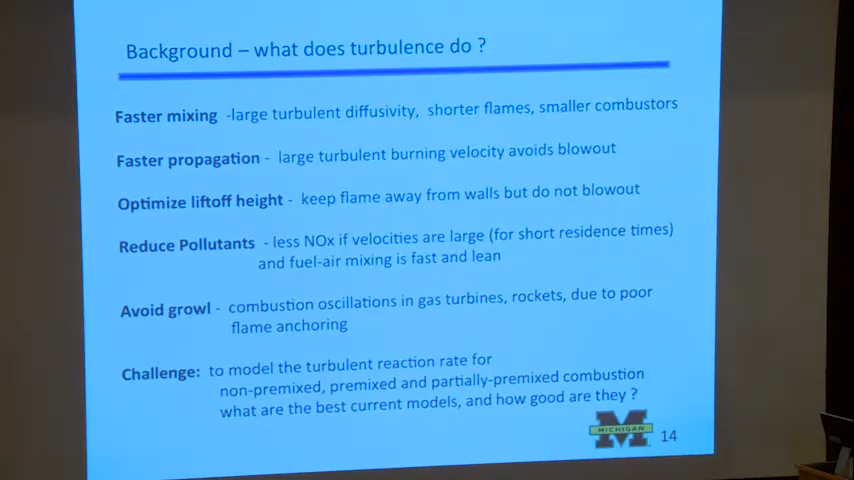 Background – what does turbulence do ?
Faster mixing -large turbulent diffusivity, shorter flames, smaller combustors
Faster propagation - large turbulent burning velocity avoids blowout
Optimize liftoff height - keep flame away from walls but do not blowout
Reduce Pollutants - less NOx if velocities are large (for short residence times)
and fuel-air mixing is fast and lean
Avoid growl - combustion oscillations in gas turbines, rockets, due to poor
flame anchoring
Challenge: to model the turbulent reaction rate for
non-premixed, premixed and partially-premixed combustion
what are the best current models, and how good are they ?
MICHIGAN
14